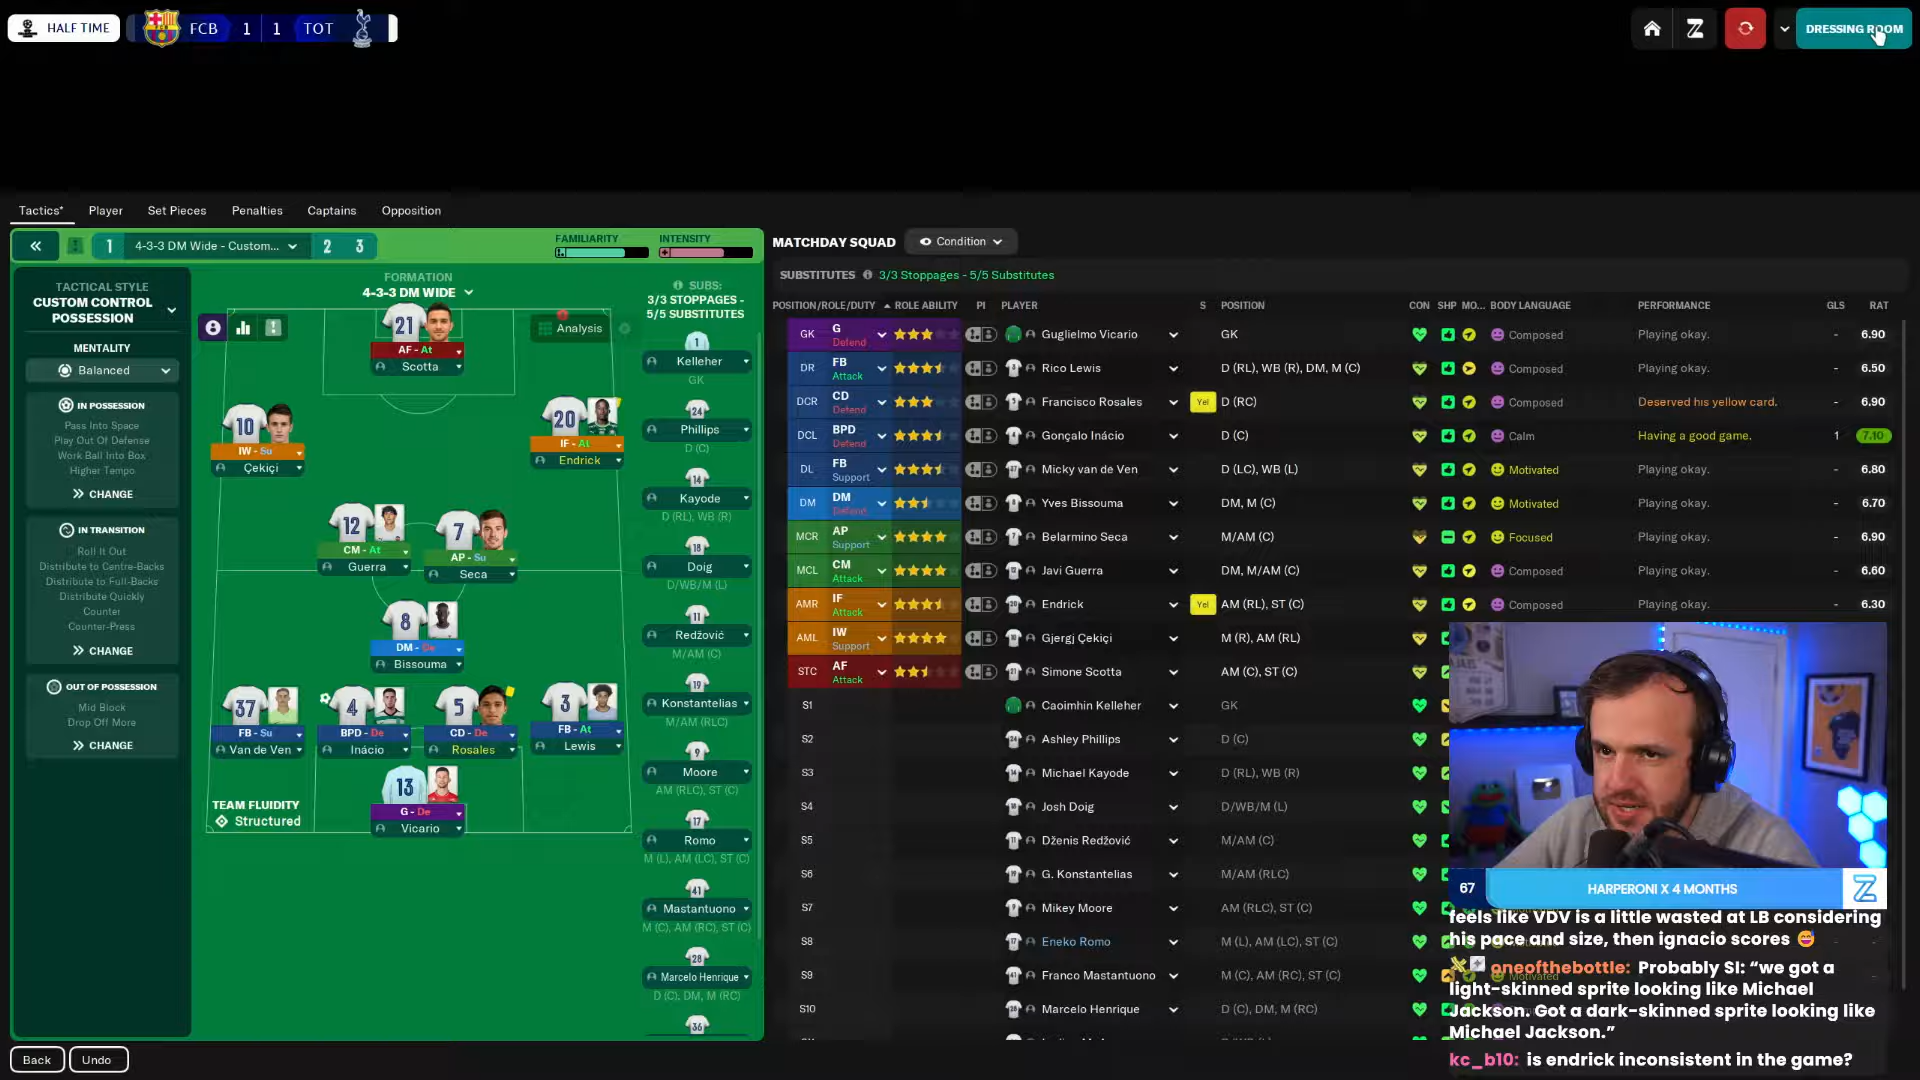 HALF TIME
FCB 1 1 TOT
DRESSING ROOM
Tactics* Player Set Pieces Penalties Captains Opposition
1 4-3-3 DM Wide - Custom... 2 3
FAMILIARITY INTENSITY
TACTICAL STYLE
CUSTOM CONTROL
POSSESSION
MENTALITY
Balanced
IN POSSESSION
Pass Into Space
Play Out Of Defense
Work Ball Into Box
Higher Tempo
CHANGE
IN TRANSITION
Roll It Out
Distribute to Centre-Backs
Distribute to Full-Backs
Distribute Quickly
Counter
Counter-Press
CHANGE
OUT OF POSSESSION
Mid Block
Drop Off More
CHANGE
FORMATION
4-3-3 DM WIDE
Analysis
21
AF - At
Scotta
10
IW - Su
Çekiçi
20
IF - At
Endrick
12
CM - At
Guerra
7
AP - Su
Seca
8
DM - De
Bissouma
37
FB - Su
Van de Ven
4
BPD - De
Inácio
5
CD - De
Rosales
3
FB - At
Lewis
13
G - De
Vicario
TEAM FLUIDITY
Structured
SUBS:
3/3 STOPPAGES -
5/5 SUBSTITUTES
1
Kelleher
GK
24
Phillips
D (C)
14
Kayode
D (RL), WB (R)
18
Doig
D/WB/M (L)
11
Redžović
M/AM (C)
19
Konstantelias
M/AM (RLC)
9
Moore
AM (RLC), ST (C)
17
Romo
M (L), AM (LC), ST (C)
41
Mastantuono
M (C), AM (RC), ST (C)
28
Marcelo Henrique
D (C), DM, M (RC)
36
MATCHDAY SQUAD Condition
SUBSTITUTES 3/3 Stoppages - 5/5 Substitutes
POSITION/ROLE/DUTY ROLE ABILITY PI PLAYER S POSITION CON SHP MO... BODY LANGUAGE PERFORMANCE GLS RAT
GK G Defend Guglielmo Vicario GK Composed Playing okay. - 6.90
DR FB Attack Rico Lewis D (RL), WB (R), DM, M (C) Composed Playing okay. - 6.50
DCR CD Defend Francisco Rosales Yel D (RC) Composed Deserved his yellow card. - 6.90
DCL BPD Defend Gonçalo Inácio D (C) Calm Having a good game. 1 7.10
DL FB Support Micky van de Ven D (LC), WB (L) Motivated Playing okay. - 6.80
DM DM Defend Yves Bissouma DM, M (C) Motivated Playing okay. - 6.70
MCR AP Support Belarmino Seca M/AM (C) Focused Playing okay. - 6.90
MCL CM Attack Javi Guerra DM, M/AM (C) Composed Playing okay. - 6.60
AMR IF Attack Endrick Yel AM (RL), ST (C) Composed Playing okay. - 6.30
AML IW Support Gjergj Çekiçi M (R), AM (RL)
STC AF Attack Simone Scotta AM (C), ST (C)
S1 Caoimhin Kelleher GK
S2 Ashley Phillips D (C)
S3 Michael Kayode D (RL), WB (R)
S4 Josh Doig D/WB/M (L)
S5 Dženis Redžović M/AM (C)
S6 G. Konstantelias M/AM (RLC)
S7 Mikey Moore AM (RLC), ST (C)
S8 Eneko Romo M (L), AM (LC), ST (C)
S9 Franco Mastantuono M (C), AM (RC), ST (C) Motivated
S10 Marcelo Henrique D (C), DM, M (RC)
67 HARPERONI X 4 MONTHS
feels like VDV is a little wasted at LB considering
his pace and size, then ignacio scores 😅
oneofthebottle: Probably SI: “we got a
light-skinned sprite looking like Michael
Jackson. Got a dark-skinned sprite looking like
Michael Jackson.”
kc_b10: is endrick inconsistent in the game?
Back Undo